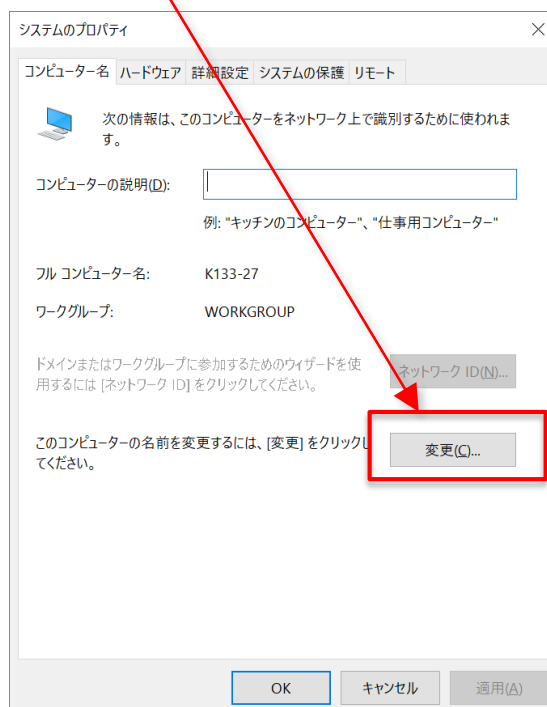 システムのプロパティ
コンピューター名 ハードウェア 詳細設定 システムの保護 リモート
次の情報は、このコンピューターをネットワーク上で識別するために使われま
す。
コンピューターの説明(D):
例: "キッチンのコンピューター"、"仕事用コンピューター"
フル コンピューター名: K133-27
ワークグループ: WORKGROUP
ドメインまたはワークグループに参加するためのウィザードを使
用するには [ネットワーク ID] をクリックしてください。
ネットワーク ID(N)...
このコンピューターの名前を変更するには、[変更] をクリックし
てください。
変更(C)...
OK キャンセル 適用(A)